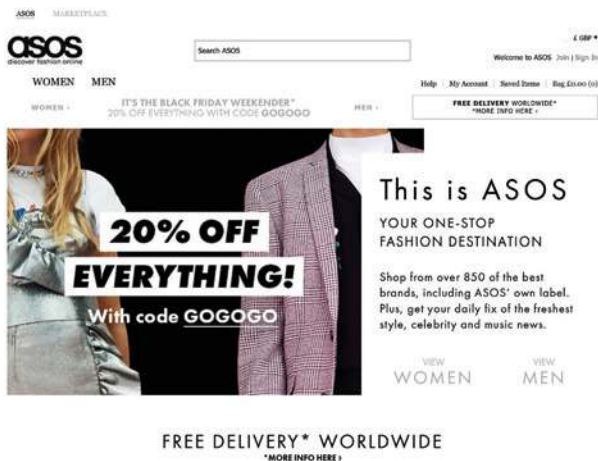 ASOS MARKETPLACE
asos
discover fashion online
Search ASOS
£ GBP
Welcome to ASOS Join | Sign In
WOMEN MEN
Help My Account Saved Items Bag £0.00 (0)
WOMEN ›
IT'S THE BLACK FRIDAY WEEKENDER*
20% OFF EVERYTHING WITH CODE GOGOGO
MEN ›
FREE DELIVERY WORLDWIDE*
*MORE INFO HERE ›
20% OFF
EVERYTHING!
With code GOGOGO
This is ASOS
YOUR ONE-STOP
FASHION DESTINATION
Shop from over 850 of the best
brands, including ASOS' own label.
Plus, get your daily fix of the freshest
style, celebrity and music news.
VIEW
WOMEN
VIEW
MEN
FREE DELIVERY* WORLDWIDE
*MORE INFO HERE ›